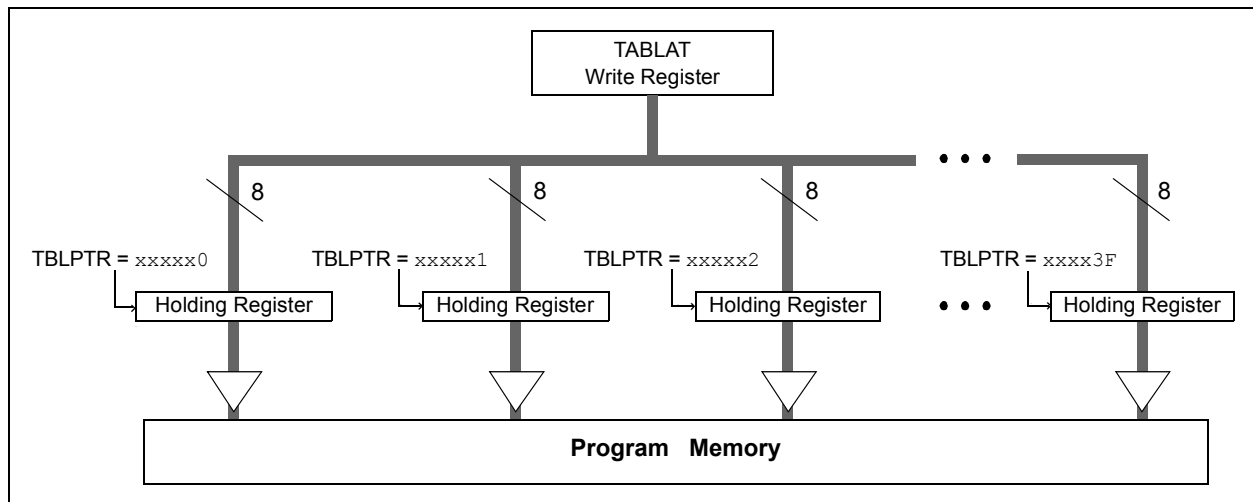 TABLAT
Write Register
8 8 8 8
TBLPTR = xxxxx0 TBLPTR = xxxxx1 TBLPTR = xxxxx2 TBLPTR = xxxx3F
Holding Register Holding Register Holding Register Holding Register
Program Memory